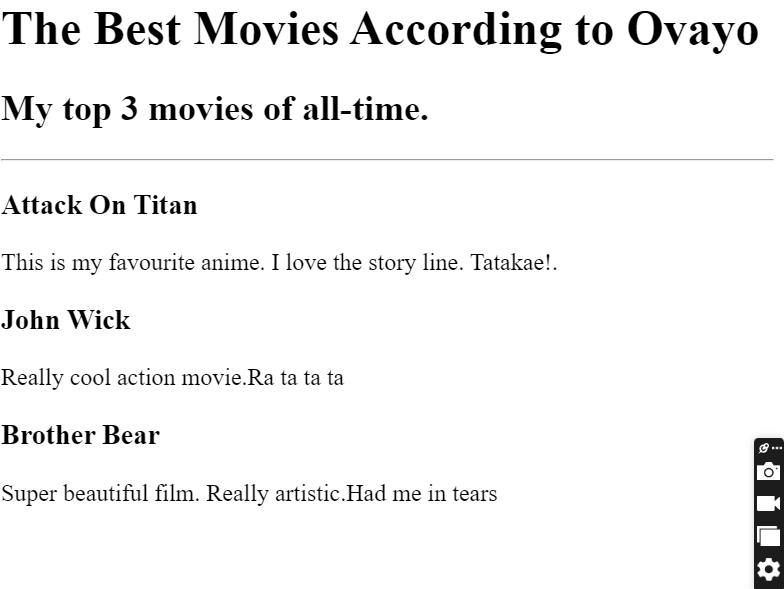 The Best Movies According to Ovayo
My top 3 movies of all-time.
Attack On Titan
This is my favourite anime. I love the story line. Tatakae!.
John Wick
Really cool action movie.Ra ta ta ta
Brother Bear
Super beautiful film. Really artistic.Had me in tears